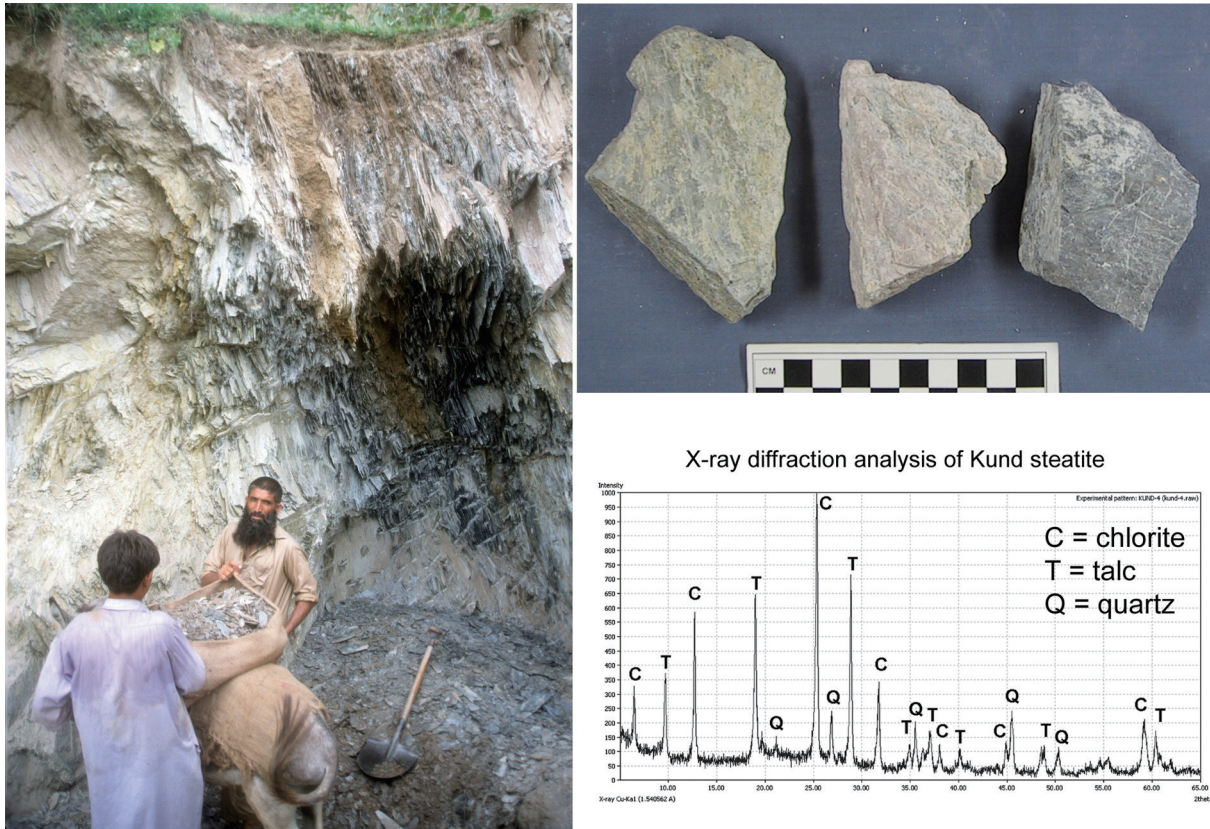 CM
X-ray diffraction analysis of Kund steatite
Intensity
Experimental pattern: KUND-4 (kund-4.raw)
1000
950
900
850
800
750
700
650
600
550
500
450
400
350
300
250
200
150
100
50
0
C = chlorite
T = talc
Q = quartz
C
T
C
T
Q
C
Q
T
C
T
Q
T
C
T
C
Q
T
Q
C
T
10.00 15.00 20.00 25.00 30.00 35.00 40.00 45.00 50.00 55.00 60.00 65.00
X-ray Cu-Ka1 (1.540562 A)
2theta